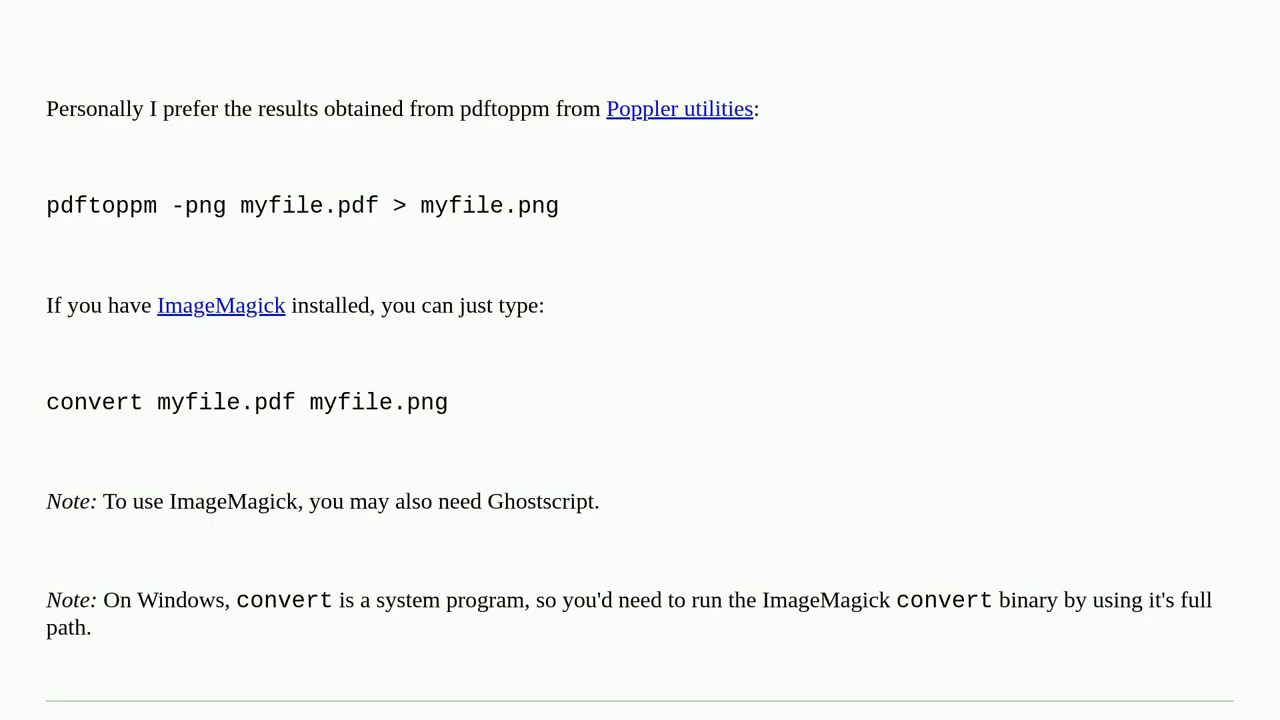 Personally I prefer the results obtained from pdftoppm from Poppler utilities:
pdftoppm -png myfile.pdf > myfile.png
If you have ImageMagick installed, you can just type:
convert myfile.pdf myfile.png
Note: To use ImageMagick, you may also need Ghostscript.
Note: On Windows, convert is a system program, so you'd need to run the ImageMagick convert binary by using it's full
path.